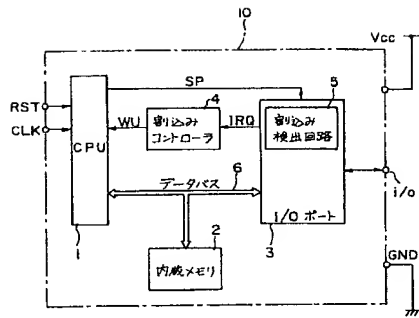 10
Vcc
SP
5
4
RST
WU
割込み
コントローラ
IRQ
割込み
検出回路
CLK
CPU
データバス
6
i/o
I/O ポート
1
2
3
GND
内蔵メモリ